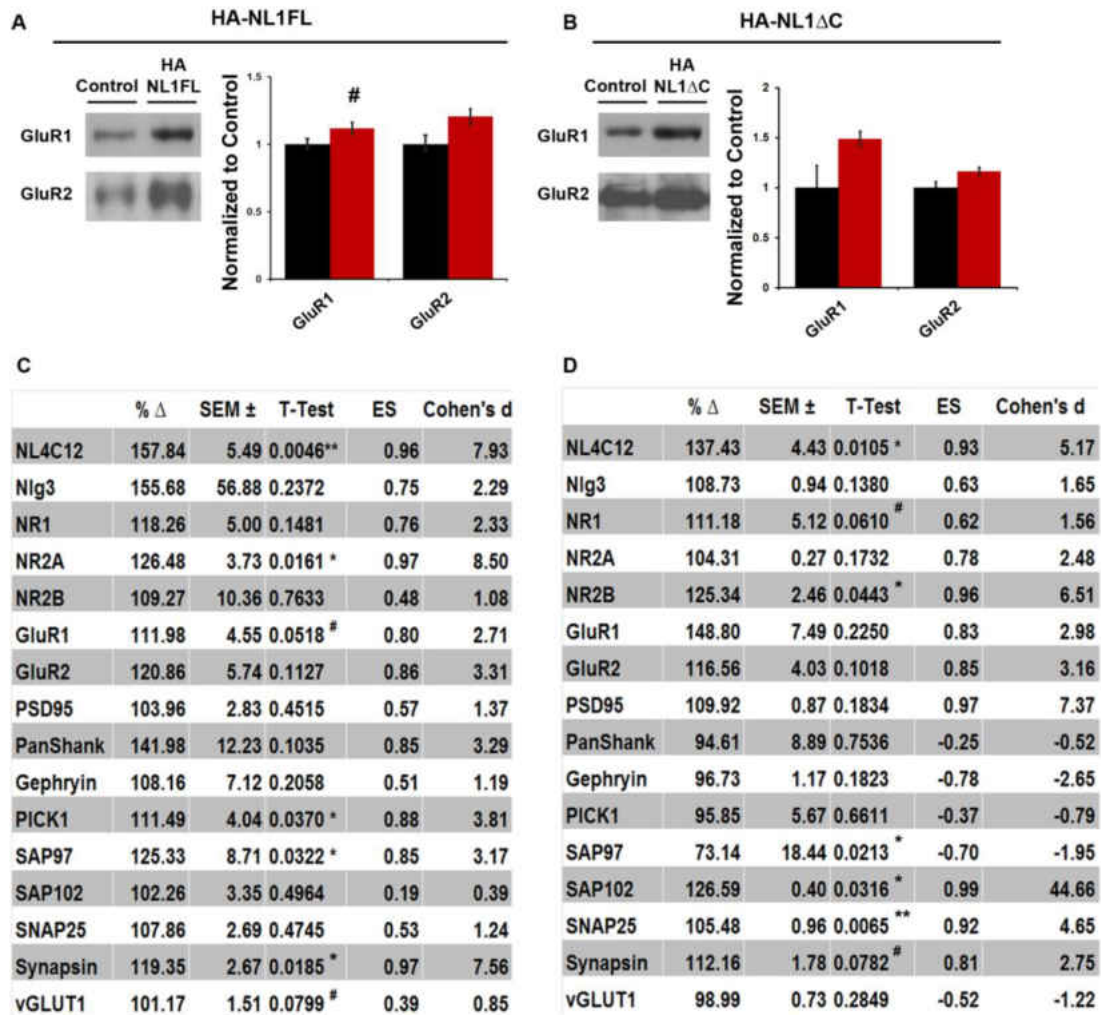 A
HA-NL1FL
Control
HA
NL1FL
GluR1
GluR2
Normalized to Control
1.5
1
0.5
0
#
GluR1
GluR2
B
HA-NL1ΔC
Control
HA
NL1ΔC
GluR1
GluR2
Normalized to Control
2
1.5
1
0.5
0
GluR1
GluR2
C
% Δ SEM ± T-Test ES Cohen's d
NL4C12 157.84 5.49 0.0046** 0.96 7.93
Nlg3 155.68 56.88 0.2372 0.75 2.29
NR1 118.26 5.00 0.1481 0.76 2.33
NR2A 126.48 3.73 0.0161 * 0.97 8.50
NR2B 109.27 10.36 0.7633 0.48 1.08
GluR1 111.98 4.55 0.0518 # 0.80 2.71
GluR2 120.86 5.74 0.1127 0.86 3.31
PSD95 103.96 2.83 0.4515 0.57 1.37
PanShank 141.98 12.23 0.1035 0.85 3.29
Gephryin 108.16 7.12 0.2058 0.51 1.19
PICK1 111.49 4.04 0.0370 * 0.88 3.81
SAP97 125.33 8.71 0.0322 * 0.85 3.17
SAP102 102.26 3.35 0.4964 0.19 0.39
SNAP25 107.86 2.69 0.4745 0.53 1.24
Synapsin 119.35 2.67 0.0185 * 0.97 7.56
vGLUT1 101.17 1.51 0.0799 # 0.39 0.85
D
% Δ SEM ± T-Test ES Cohen's d
NL4C12 137.43 4.43 0.0105 * 0.93 5.17
Nlg3 108.73 0.94 0.1380 0.63 1.65
NR1 111.18 5.12 0.0610 # 0.62 1.56
NR2A 104.31 0.27 0.1732 0.78 2.48
NR2B 125.34 2.46 0.0443 * 0.96 6.51
GluR1 148.80 7.49 0.2250 0.83 2.98
GluR2 116.56 4.03 0.1018 0.85 3.16
PSD95 109.92 0.87 0.1834 0.97 7.37
PanShank 94.61 8.89 0.7536 -0.25 -0.52
Gephryin 96.73 1.17 0.1823 -0.78 -2.65
PICK1 95.85 5.67 0.6611 -0.37 -0.79
SAP97 73.14 18.44 0.0213 * -0.70 -1.95
SAP102 126.59 0.40 0.0316 * 0.99 44.66
SNAP25 105.48 0.96 0.0065 ** 0.92 4.65
Synapsin 112.16 1.78 0.0782 # 0.81 2.75
vGLUT1 98.99 0.73 0.2849 -0.52 -1.22